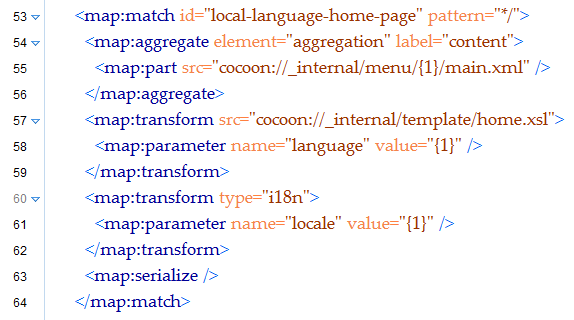 53 <map:match id="local-language-home-page" pattern="*/">
54 <map:aggregate element="aggregation" label="content">
55 <map:part src="cocoon://_internal/menu/{1}/main.xml" />
56 </map:aggregate>
57 <map:transform src="cocoon://_internal/template/home.xsl">
58 <map:parameter name="language" value="{1}" />
59 </map:transform>
60 <map:transform type="i18n">
61 <map:parameter name="locale" value="{1}" />
62 </map:transform>
63 <map:serialize />
64 </map:match>